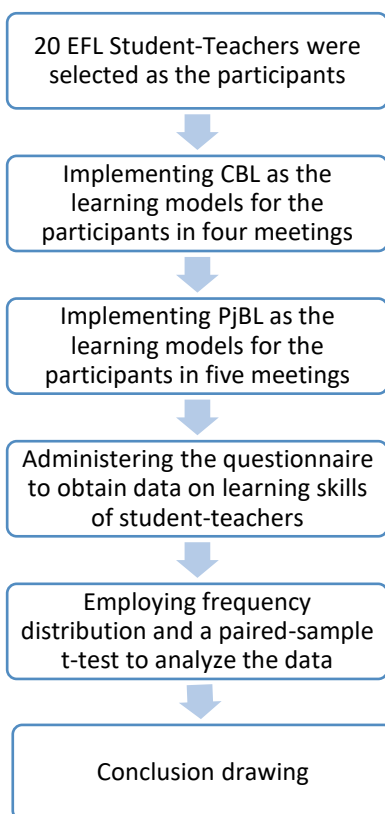 20 EFL Student-Teachers were
selected as the participants
Implementing CBL as the
learning models for the
participants in four meetings
Implementing PjBL as the
learning models for the
participants in five meetings
Administering the questionnaire
to obtain data on learning skills
of student-teachers
Employing frequency
distribution and a paired-sample
t-test to analyze the data
Conclusion drawing